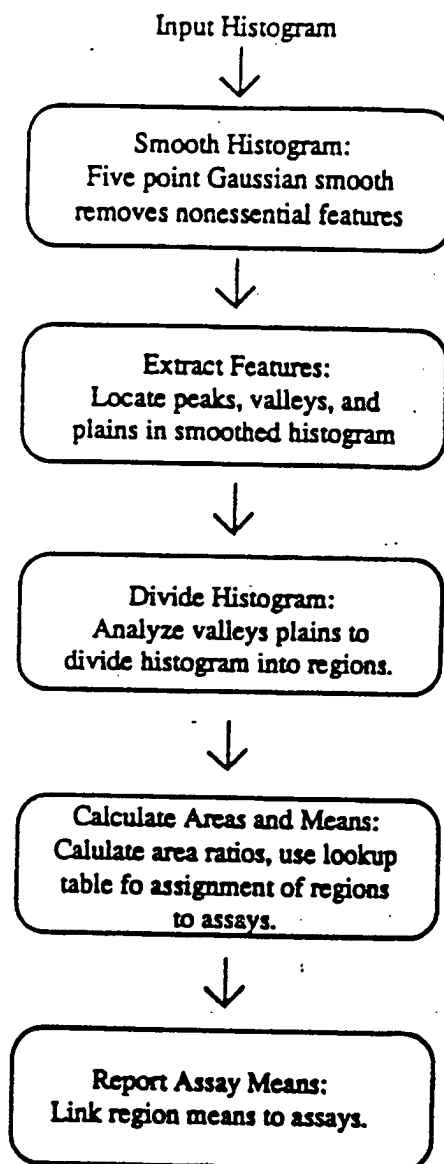 Input Histogram
Smooth Histogram:
Five point Gaussian smooth
removes nonessential features
Extract Features:
Locate peaks, valleys, and
plains in smoothed histogram
Divide Histogram:
Analyze valleys plains to
divide histogram into regions.
Calculate Areas and Means:
Calulate area ratios, use lookup
table fo assignment of regions
to assays.
Report Assay Means:
Link region means to assays.